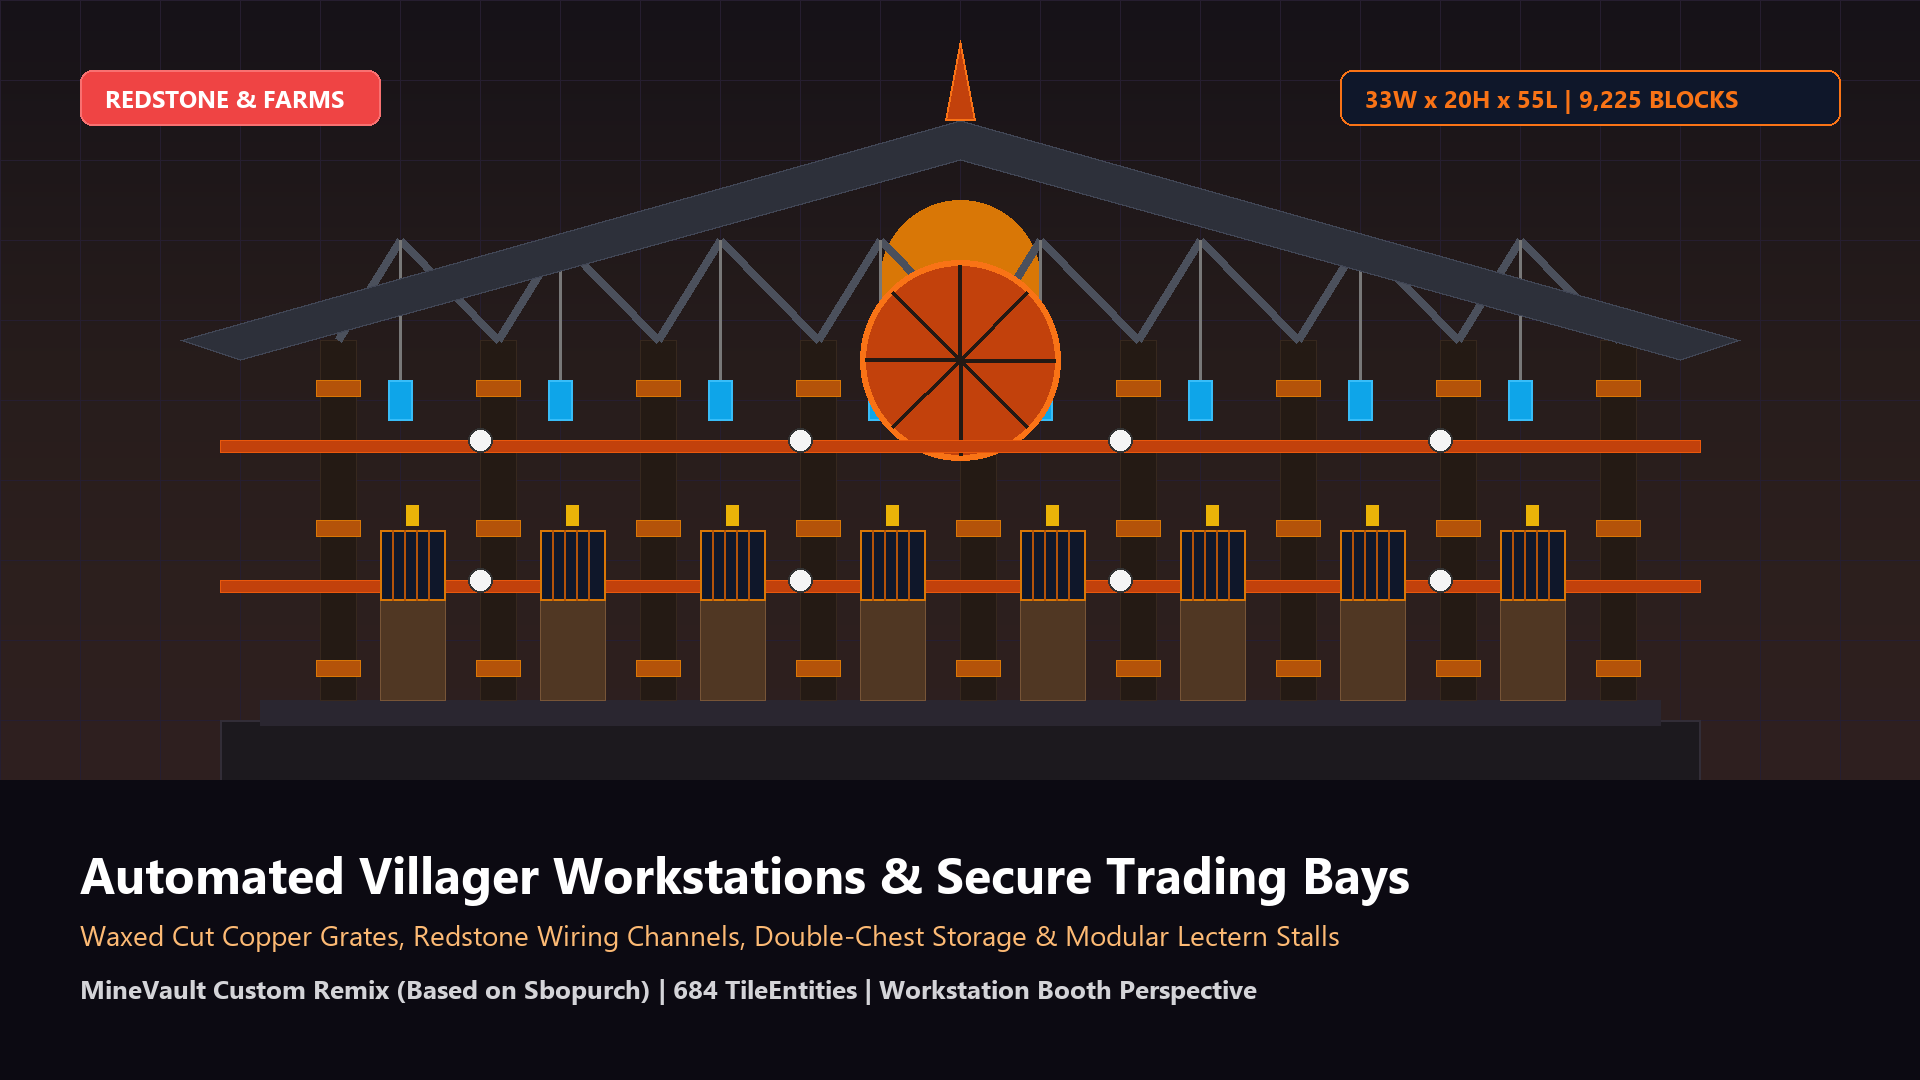 REDSTONE & FARMS
33W x 20H x 55L | 9,225 BLOCKS
Automated Villager Workstations & Secure Trading Bays
Waxed Cut Copper Grates, Redstone Wiring Channels, Double-Chest Storage & Modular Lectern Stalls
MineVault Custom Remix (Based on Sbopurch) | 684 TileEntities | Workstation Booth Perspective